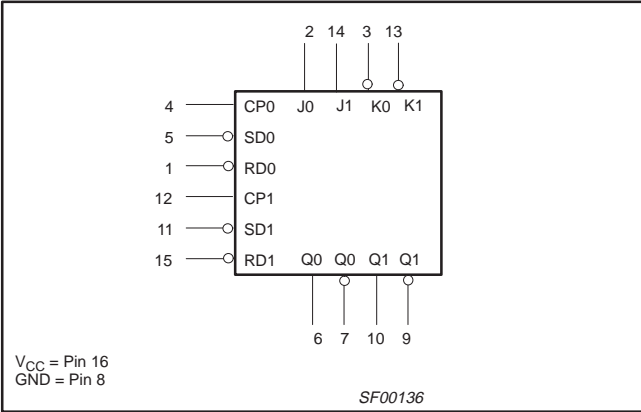 2 14 3 13
4 CP0 J0 J1 K0 K1
5 SD0
1 RD0
12 CP1
11 SD1
15 RD1 Q0 Q0 Q1 Q1
6 7 10 9
VCC = Pin 16
GND = Pin 8
SF00136